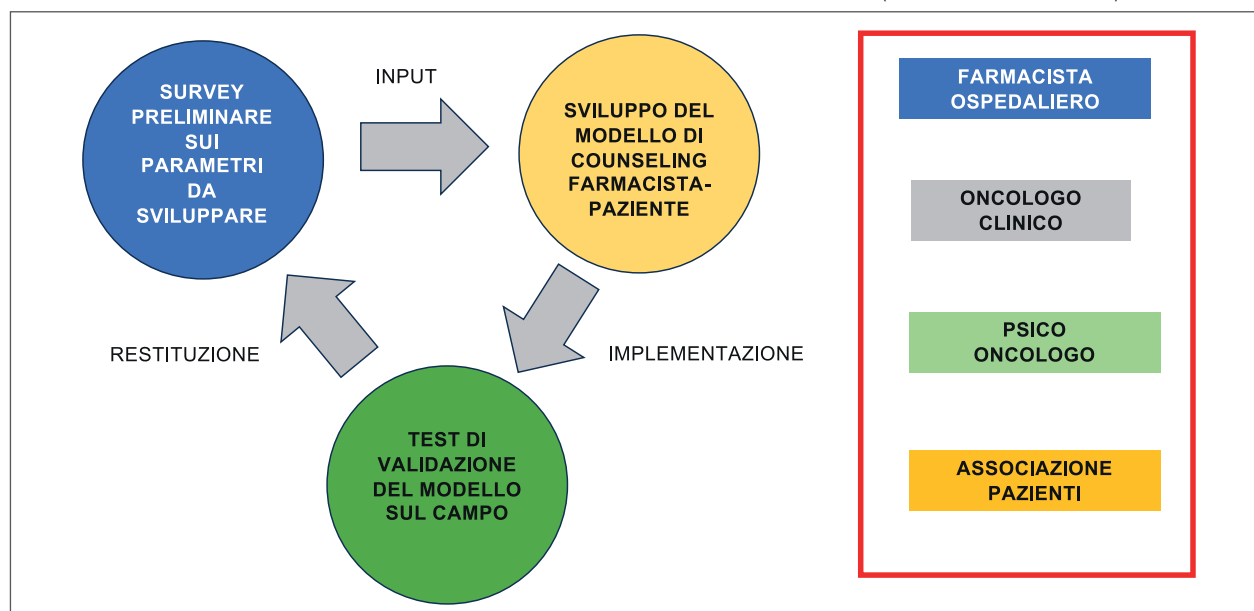 SURVEY
PRELIMINARE
SUI
PARAMETRI
DA
SVILUPPARE
INPUT
SVILUPPO DEL
MODELLO DI
COUNSELING
FARMACISTA-
PAZIENTE
RESTITUZIONE
IMPLEMENTAZIONE
TEST DI
VALIDAZIONE
DEL MODELLO
SUL CAMPO
FARMACISTA
OSPEDALIERO
ONCOLOGO
CLINICO
PSICO
ONCOLOGO
ASSOCIAZIONE
PAZIENTI